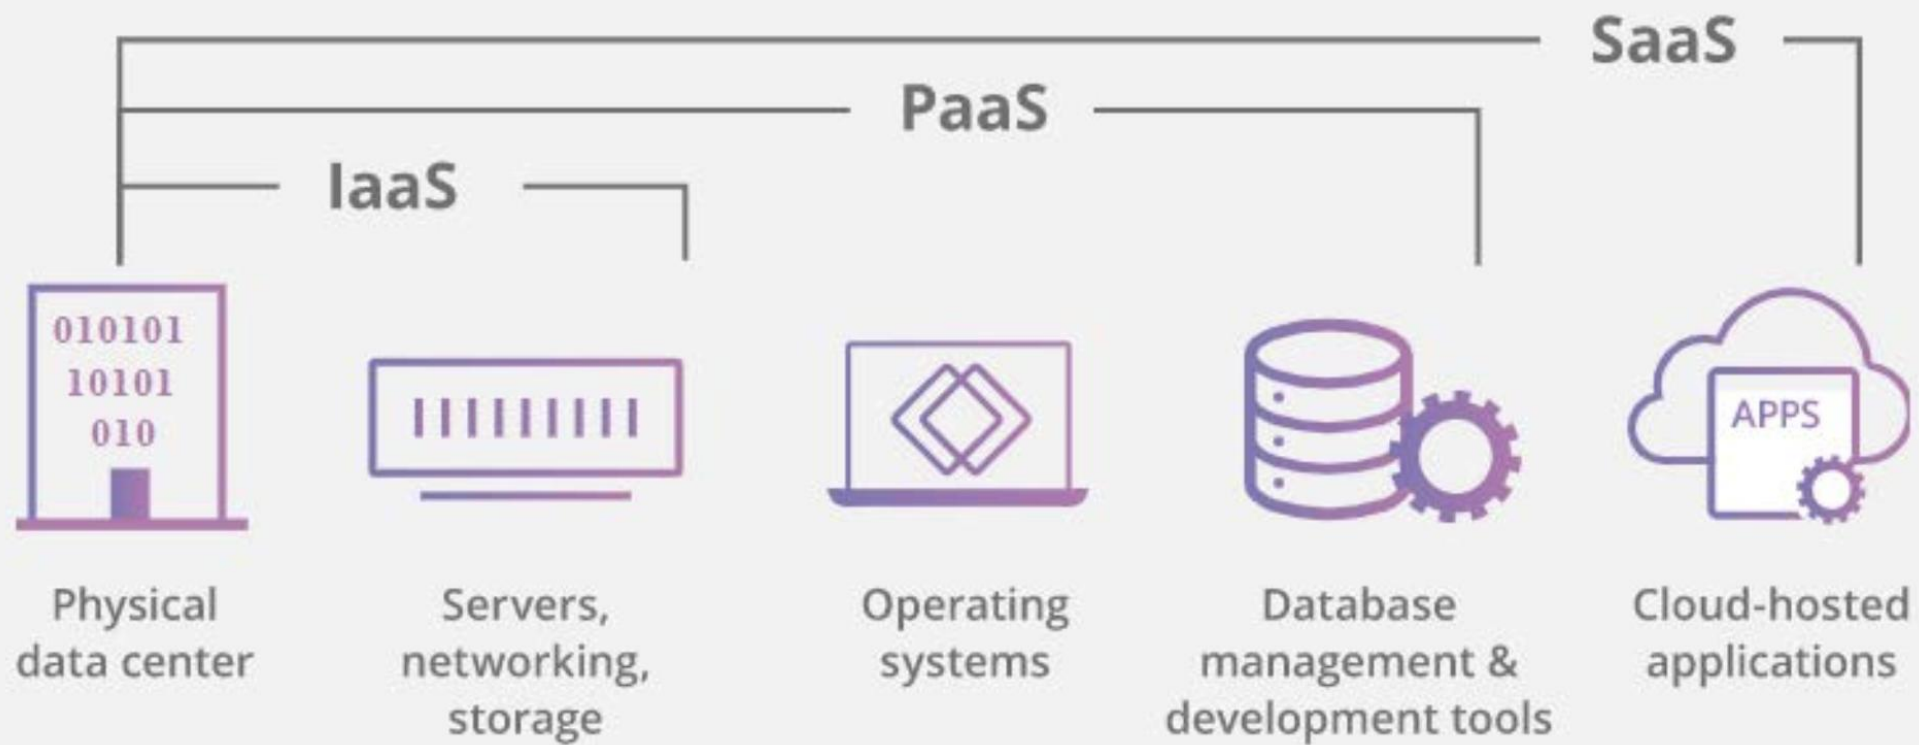 SaaS
PaaS
IaaS
010101
10101
010
APPS
Physical
data center
Servers,
networking,
storage
Operating
systems
Database
management &
development tools
Cloud-hosted
applications